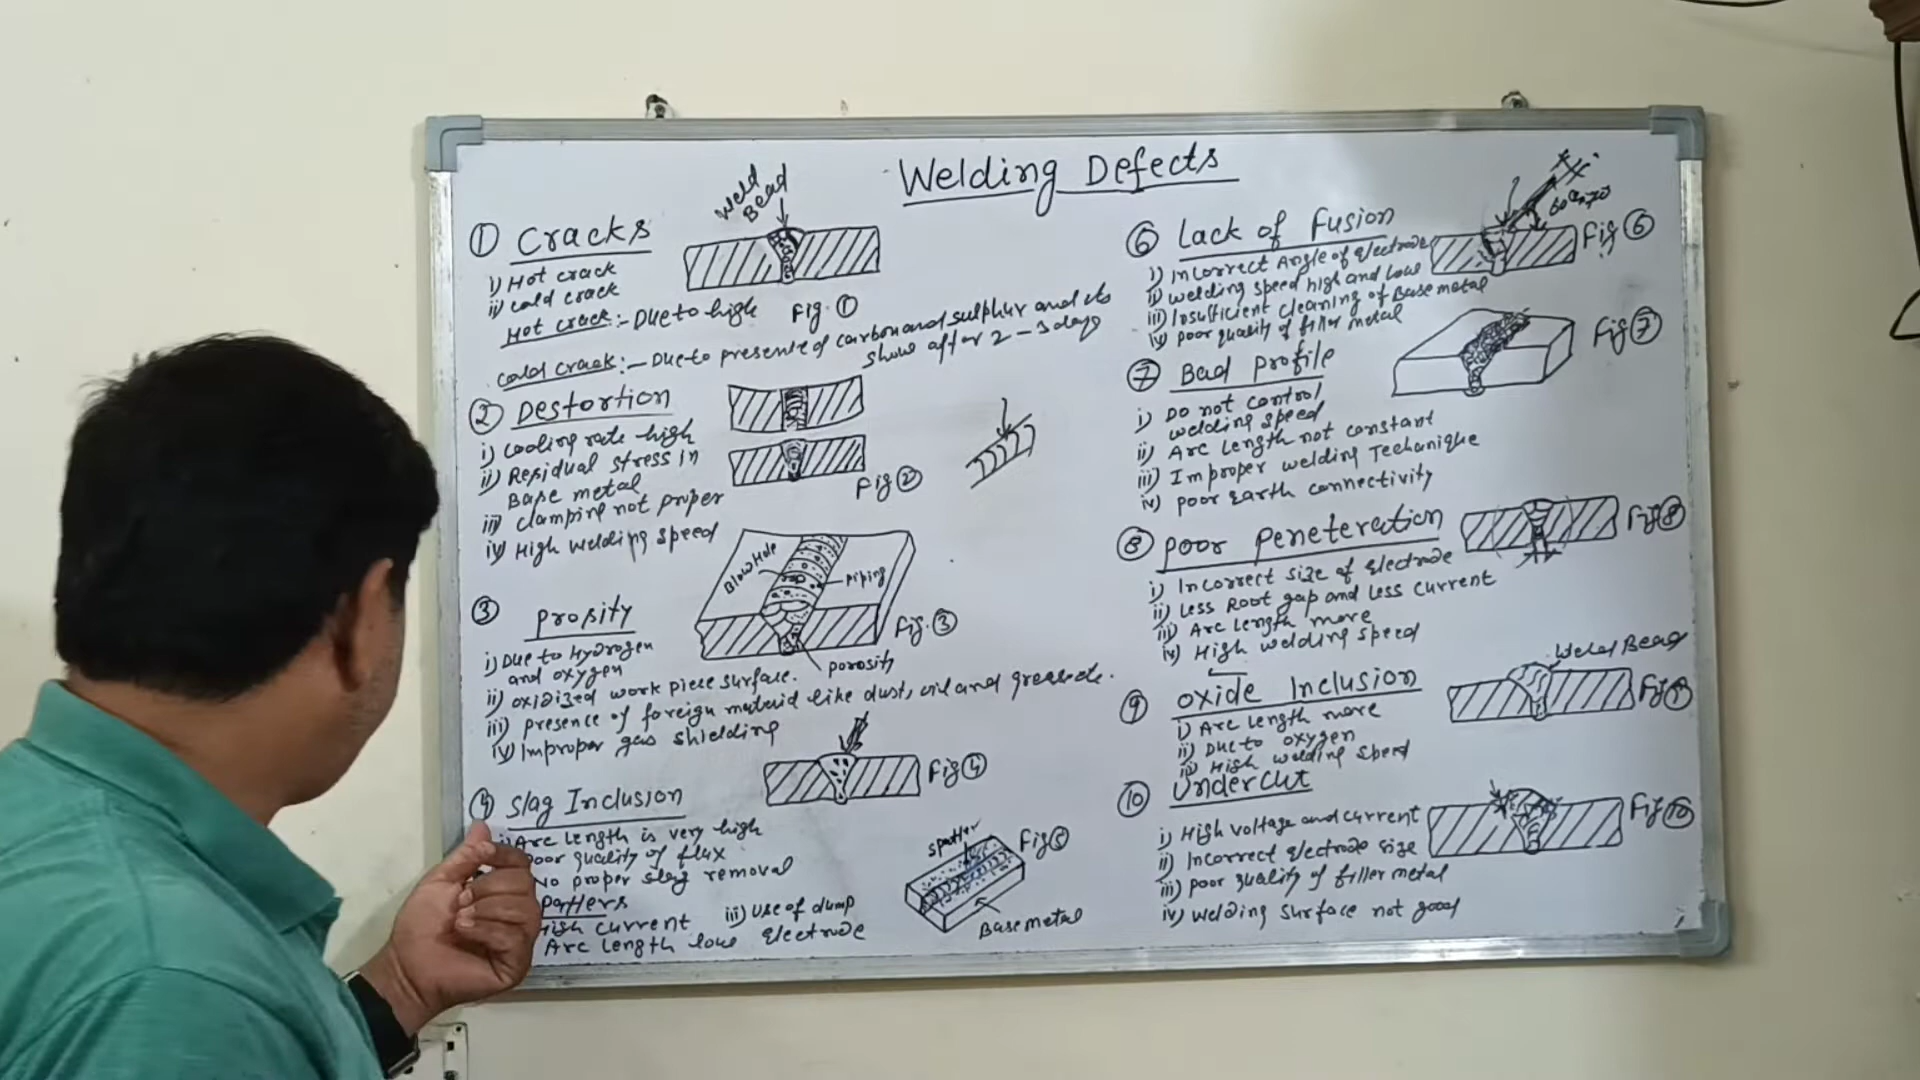 Welding Defects
① Cracks
i) Hot crack
ii) cold crack
Hot crack:- Due to high
Weld Bead
Fig. ①
cold crack:- Due to presente of carbon and sulphur and its
show after 2 - 3 days
② Destortion
i) Cooling rate high
ii) Residual stress in
Base metal
iii) clamping not proper
iv) High welding speed
Fig ②
③ Prosity
i) Due to Hydrogen
and oxygen
ii) oxidized work piece surface.
iii) presence of foreign material like dust, oil and grease
iv) Improper gas shielding
Blow Hole
piping
porosity
Fig. ③
④ Slag Inclusion
i) Arc Length is very high
Poor quality of flux
No proper slag removal
Fig ④
patters
High current
Arc Length low
iii) Use of dump
electrode
spatter
Fig ⑤
Base metal
⑥ Lack of Fusion
i) Incorrect Angle of electrode
ii) welding speed high and low
iii) Insufficient cleaning of Base metal
iv) poor quality of filler metal
Fig ⑥
⑦ Bad Profile
i) Do not control
welding speed
ii) Arc Length not constant
iii) Improper welding Techanique
iv) poor Earth connectivity
Fig ⑦
⑧ Poor Peneteration
i) Incorrect size of electrode
ii) Less Root gap and less current
iii) Arc Length more
iv) High welding speed
Fig ⑧
⑨ Oxide Inclusion
i) Arc Length more
ii) Due to oxygen
iii) High welding speed
Weld Bead
Fig ⑨
⑩ Undercut
i) High voltage and current
ii) Incorrect electrode size
iii) poor quality of filler metal
iv) welding surface not good
Fig ⑩